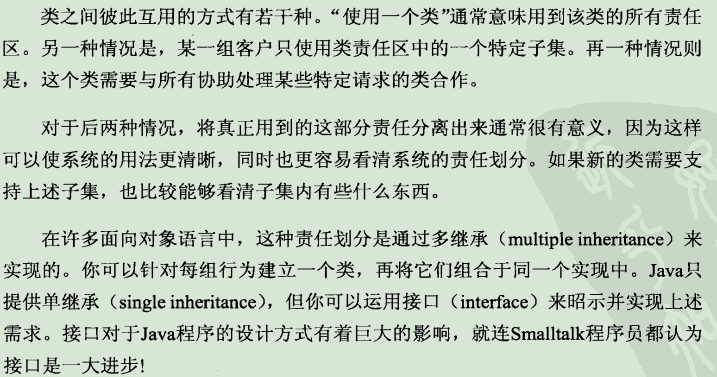 类之间彼此互用的方式有若干种。“使用一个类”通常意味用到该类的所有责任
区。另一种情况是，某一组客户只使用类责任区中的一个特定子集。再一种情况则
是，这个类需要与所有协助处理某些特定请求的类合作。
对于后两种情况，将真正用到的这部分责任分离出来通常很有意义，因为这样
可以使系统的用法更清晰，同时也更容易看清系统的责任划分。如果新的类需要支
持上述子集，也比较能够看清子集内有些什么东西。
在许多面向对象语言中，这种责任划分是通过多继承（multiple inheritance）来
实现的。你可以针对每组行为建立一个类，再将它们组合于同一个实现中。Java只
提供单继承（single inheritance），但你可以运用接口（interface）来昭示并实现上述
需求。接口对于Java程序的设计方式有着巨大的影响，就连Smalltalk程序员都认为
接口是一大进步!